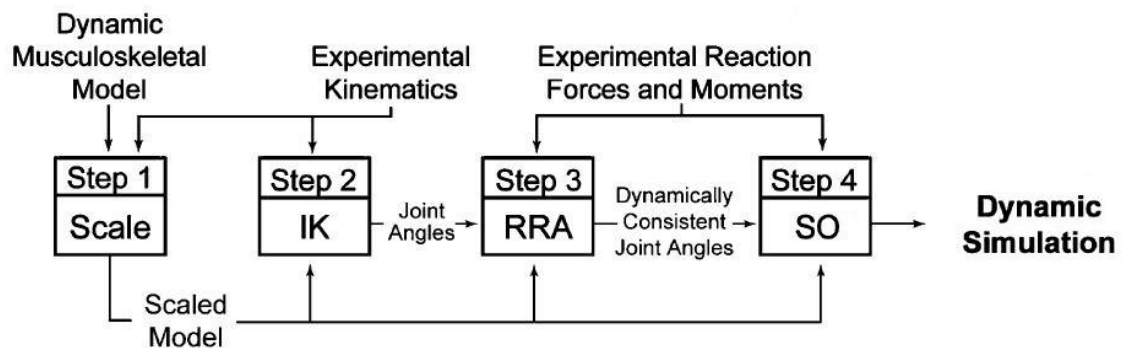 Dynamic
Musculoskeletal
Model
Experimental
Kinematics
Experimental Reaction
Forces and Moments
Step 1
Scale
Step 2
IK
Joint
Angles
Step 3
RRA
Dynamically
Consistent
Joint Angles
Step 4
SO
Dynamic
Simulation
Scaled
Model